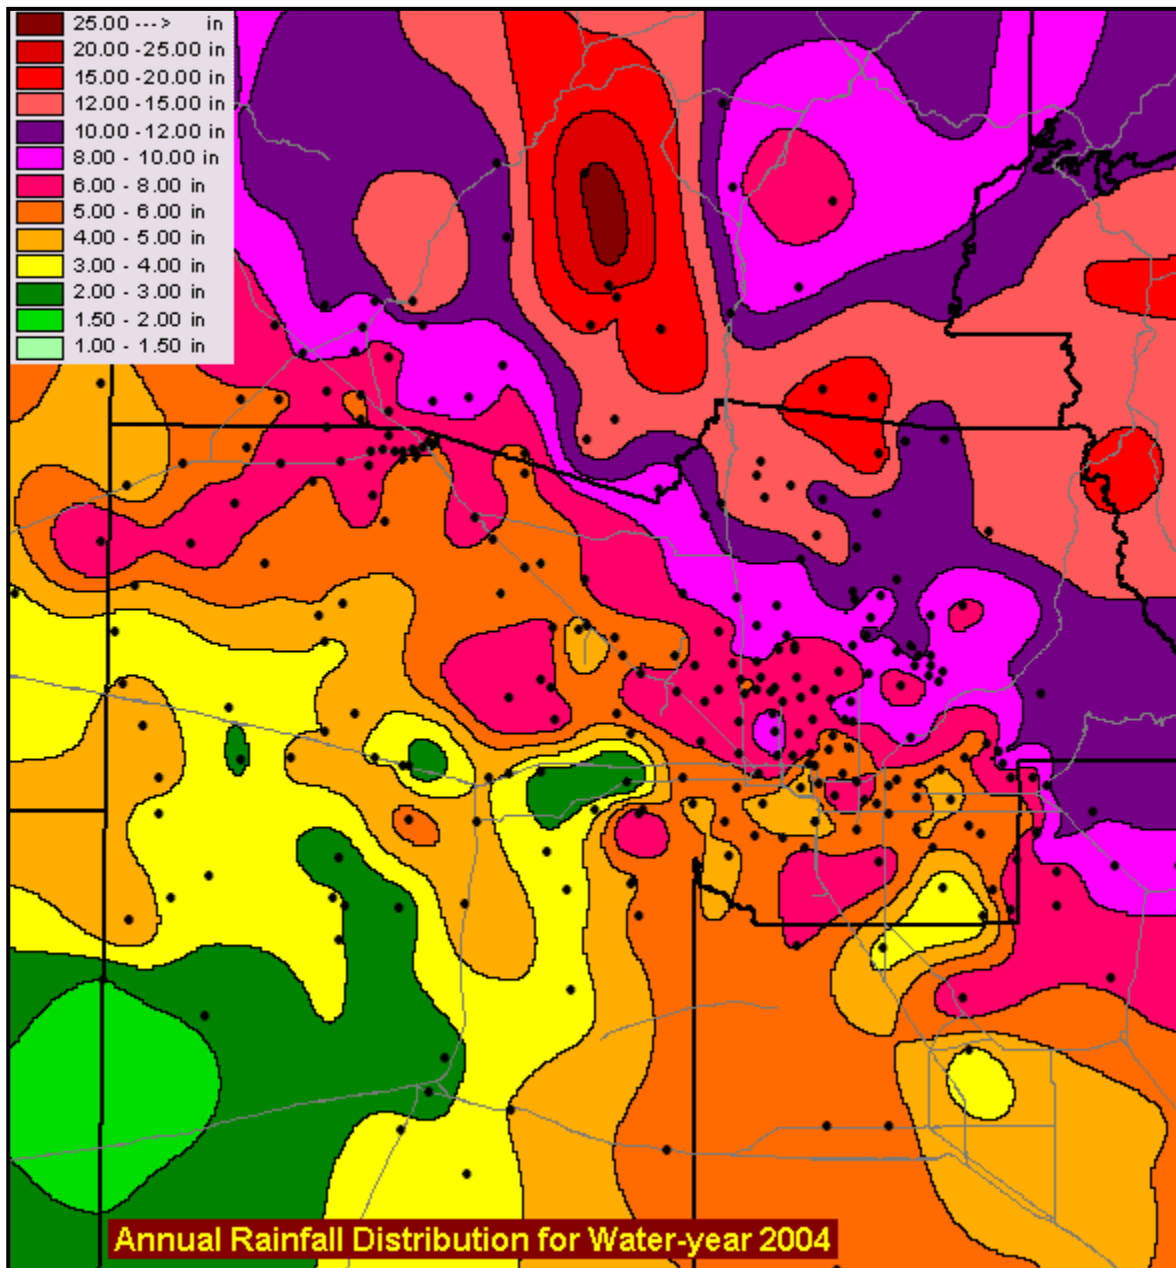 25.00 ---> in
20.00 -25.00 in
15.00 -20.00 in
12.00 -15.00 in
10.00 -12.00 in
8.00 - 10.00 in
6.00 - 8.00 in
5.00 - 6.00 in
4.00 - 5.00 in
3.00 - 4.00 in
2.00 - 3.00 in
1.50 - 2.00 in
1.00 - 1.50 in
Annual Rainfall Distribution for Water-year 2004